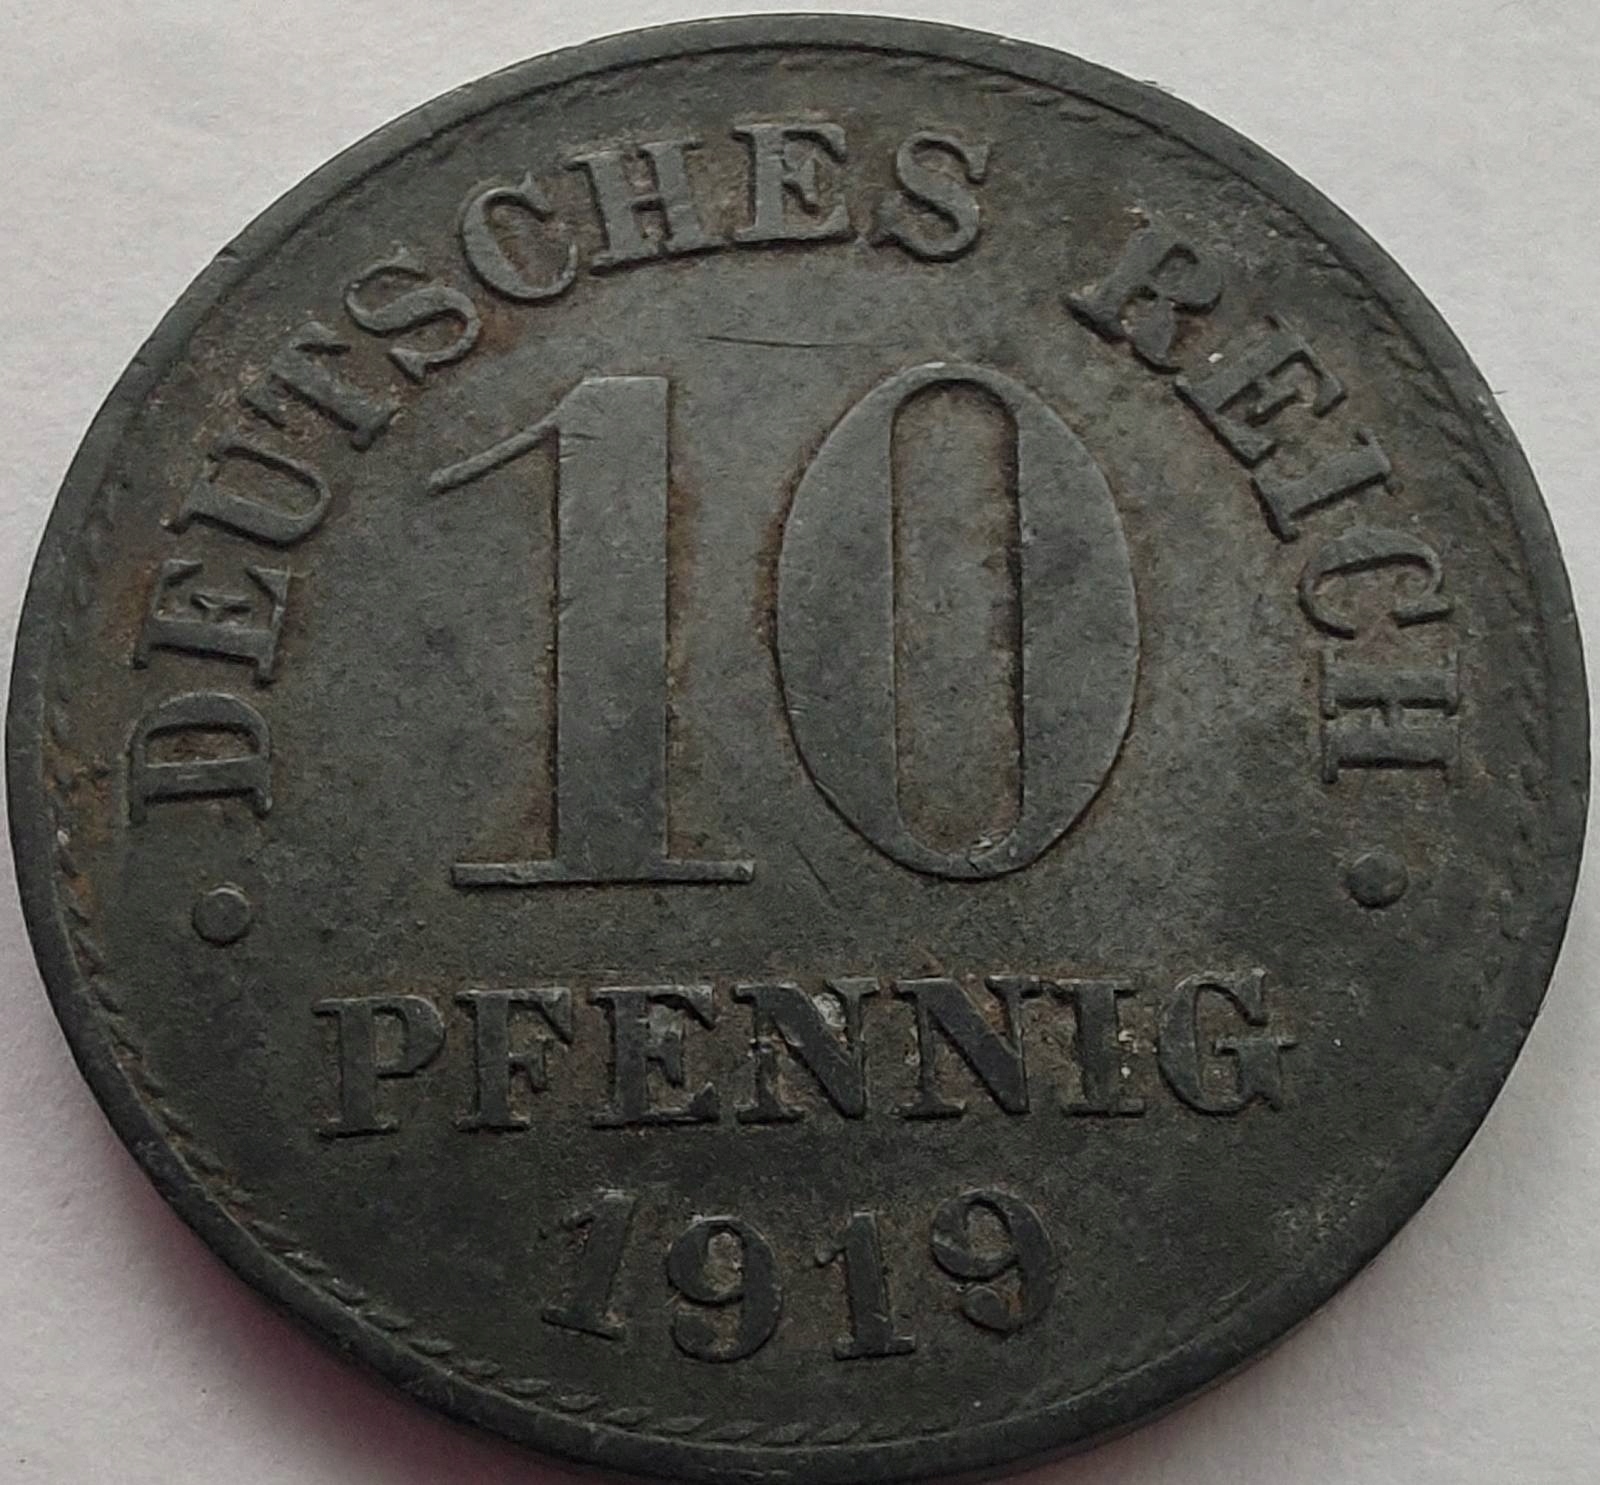 DEUTSCHES REICH
10
PFENNIG
1919